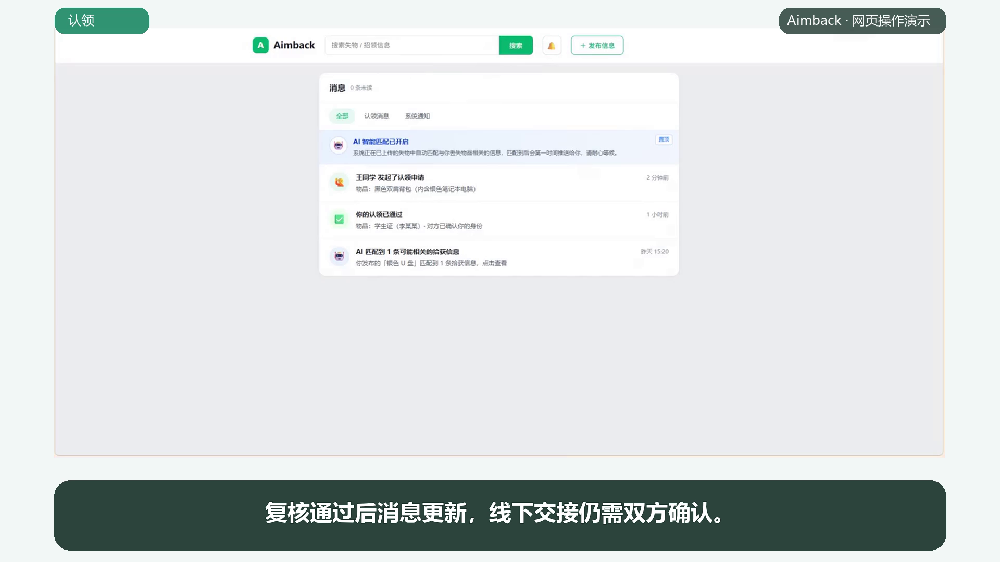 认领
Aimback · 网页操作演示
A Aimback
搜索失物 / 招领信息
搜索
+ 发布信息
消息 0 条未读
全部 认领消息 系统通知
AI 智能匹配已开启
置顶
系统正在已上传的失物中自动匹配与你丢失物品相关的信息，匹配到后会第一时间推送给你，请耐心等候。
王同学 发起了认领申请
2 分钟前
物品：黑色双肩背包（内含银色笔记本电脑）
你的认领已通过
1 小时前
物品：学生证（李某某）· 对方已确认你的身份
AI 匹配到 1 条可能相关的拾获信息
昨天 15:20
你发布的「银色 U 盘」匹配到 1 条拾获信息，点击查看
复核通过后消息更新，线下交接仍需双方确认。